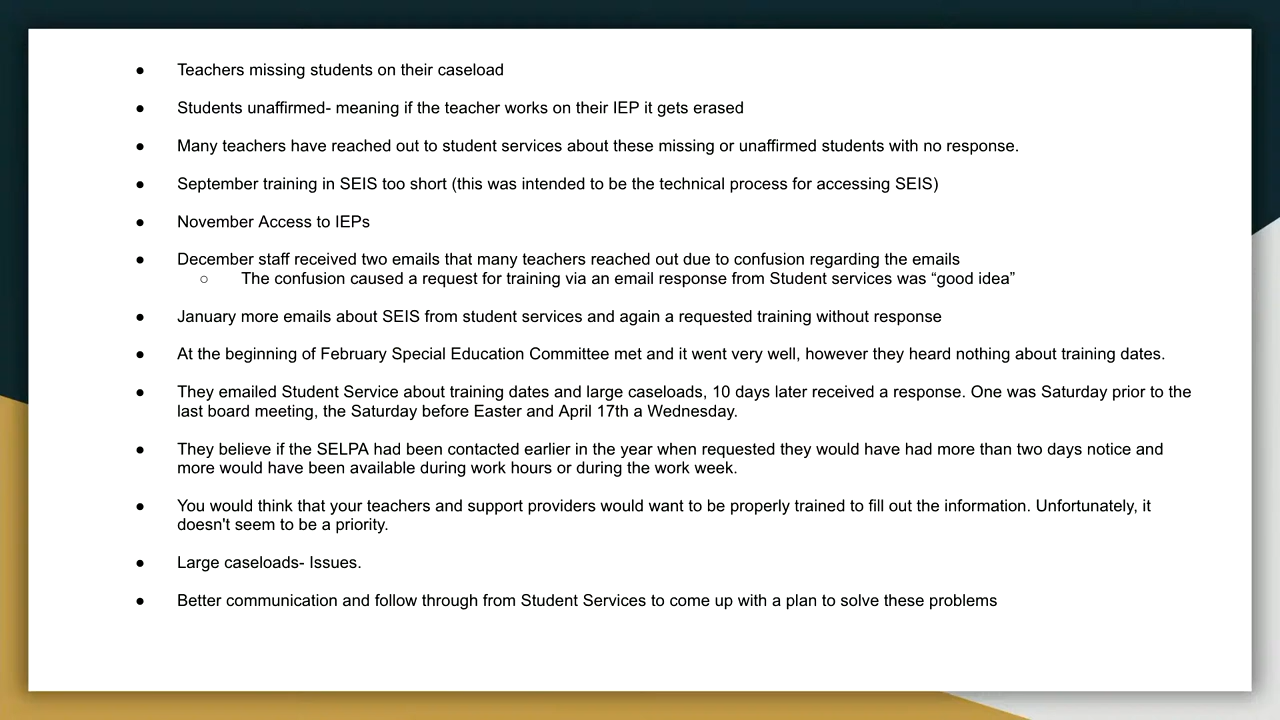 ● Teachers missing students on their caseload
● Students unaffirmed- meaning if the teacher works on their IEP it gets erased
● Many teachers have reached out to student services about these missing or unaffirmed students with no response.
● September training in SEIS too short (this was intended to be the technical process for accessing SEIS)
● November Access to IEPs
● December staff received two emails that many teachers reached out due to confusion regarding the emails
○ The confusion caused a request for training via an email response from Student services was “good idea”
● January more emails about SEIS from student services and again a requested training without response
● At the beginning of February Special Education Committee met and it went very well, however they heard nothing about training dates.
● They emailed Student Service about training dates and large caseloads, 10 days later received a response. One was Saturday prior to the
last board meeting, the Saturday before Easter and April 17th a Wednesday.
● They believe if the SELPA had been contacted earlier in the year when requested they would have had more than two days notice and
more would have been available during work hours or during the work week.
● You would think that your teachers and support providers would want to be properly trained to fill out the information. Unfortunately, it
doesn't seem to be a priority.
● Large caseloads- Issues.
● Better communication and follow through from Student Services to come up with a plan to solve these problems